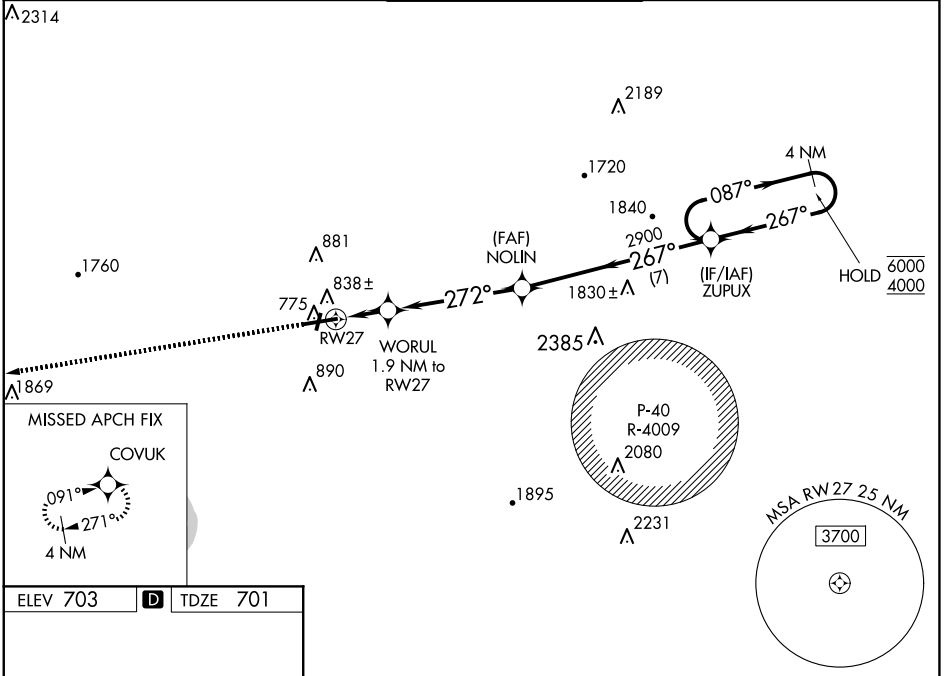 2314
2189
1720
4 NM
087°
1840
2900
267°
267°
(7)
(FAF)
NOLIN
(IF/IAF)
ZUPUX
HOLD
6000
4000
881
1760
838±
775
272°
1830±
RW27
WORUL
1.9 NM to
RW27
2385
890
1869
P-40
R-4009
2080
1895
2231
MISSED APCH FIX
COVUK
091°
271°
4 NM
MSA RW 27 25 NM
3700
ELEV 703 D TDZE 701